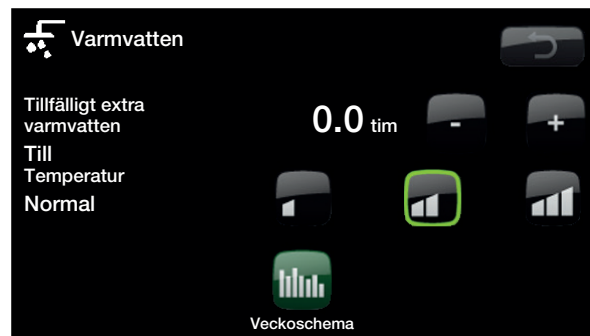 Varmvatten
Tillfälligt extra
varmvatten
0.0 tim
-
+
Till
Temperatur
Normal
Veckoschema